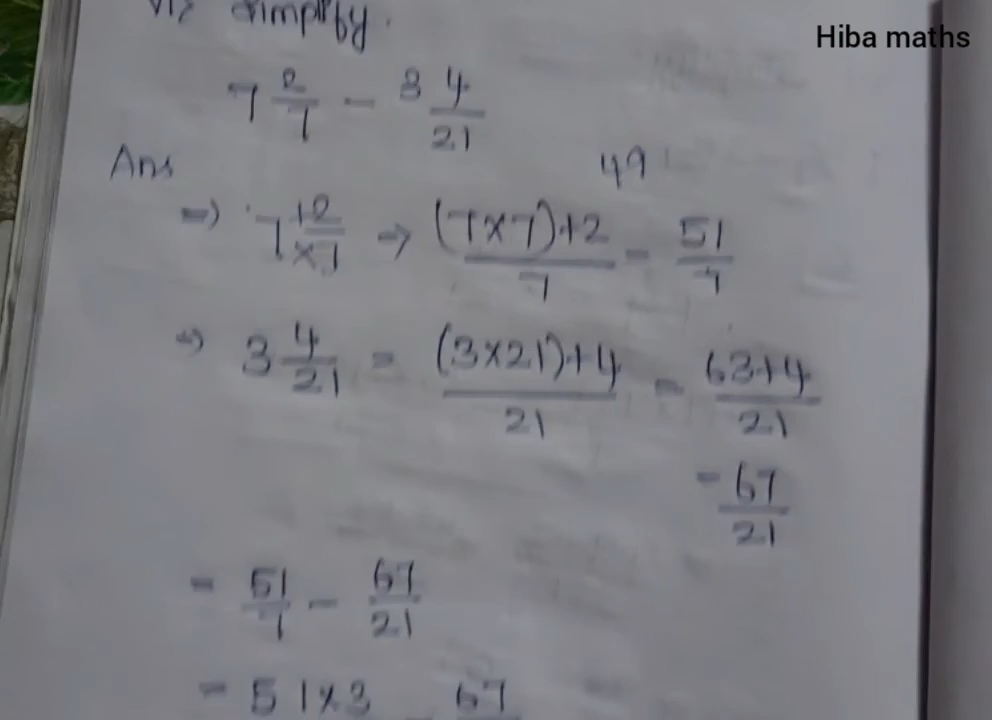 Hiba maths
Simplify.
7 2/7 - 3 4/21
Ans
49
=> 7 +2/×7 → (7×7)+2/7 = 51/7
=> 3 4/21 = (3×21)+4/21 = 63+4/21
= 67/21
= 51/7 - 67/21
= 51×3 - 67